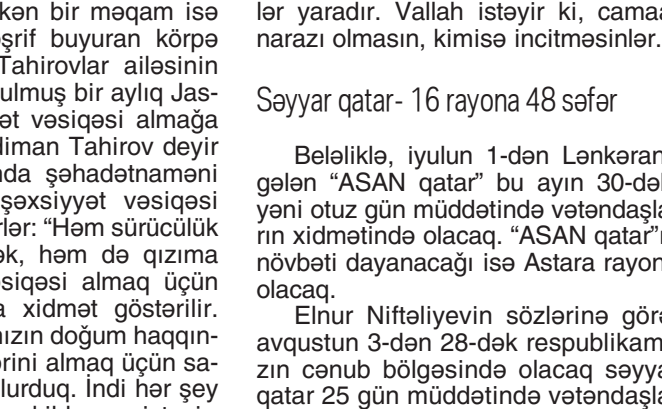 kən bir məqam isə
şrif buyuran körpə
Tahirovlar ailəsinin
ulmuş bir aylıq Jas-
ət vəsiqəsi almağa
diman Tahirov deyir
nda şəhadətnaməni
şəxsiyyət vəsiqəsi
rlər: “Həm sürücülük
ək, həm də qızıma
əsiqəsi almaq üçün
a xidmət göstərilir.
mızın doğum haqqın-
ərini almaq üçün sa-
lurduq. İndi hər şey
lər yaradır. Vallah istəyir ki, camaa
narazı olmasın, kimisə incitməsinlər.
Səyyar qatar- 16 rayona 48 səfər
Beləliklə, iyulun 1-dən Lənkəran
gələn “ASAN qatar” bu ayın 30-dək
yəni otuz gün müddətində vətəndaşla
rın xidmətində olacaq. “ASAN qatar”ı
növbəti dayanacağı isə Astara rayon
olacaq.
Elnur Niftəliyevin sözlərinə görə
avqustun 3-dən 28-dək respublikam
zın cənub bölgəsində olacaq səyya
qatar 25 gün müddətində vətəndaşla